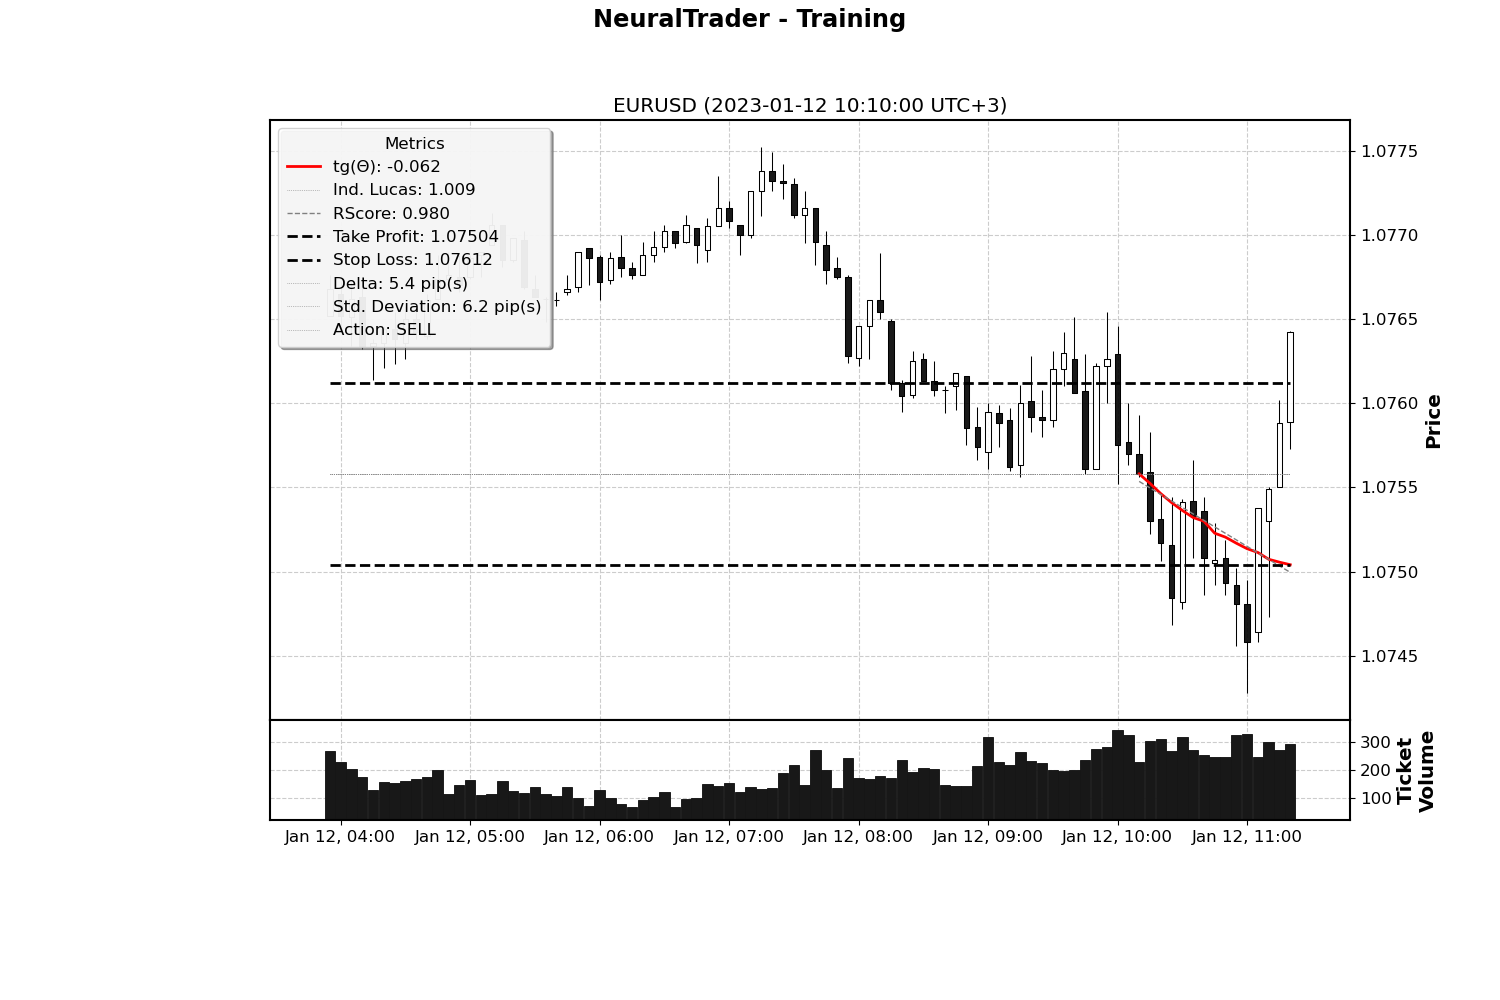 NeuralTrader - Training
EURUSD (2023-01-12 10:10:00 UTC+3)
Metrics
tg(Θ): -0.062
Ind. Lucas: 1.009
RScore: 0.980
Take Profit: 1.07504
Stop Loss: 1.07612
Delta: 5.4 pip(s)
Std. Deviation: 6.2 pip(s)
Action: SELL
1.0775
1.0770
1.0765
1.0760
1.0755
1.0750
1.0745
Price
300
200
100
Ticket
Volume
Jan 12, 04:00
Jan 12, 05:00
Jan 12, 06:00
Jan 12, 07:00
Jan 12, 08:00
Jan 12, 09:00
Jan 12, 10:00
Jan 12, 11:00